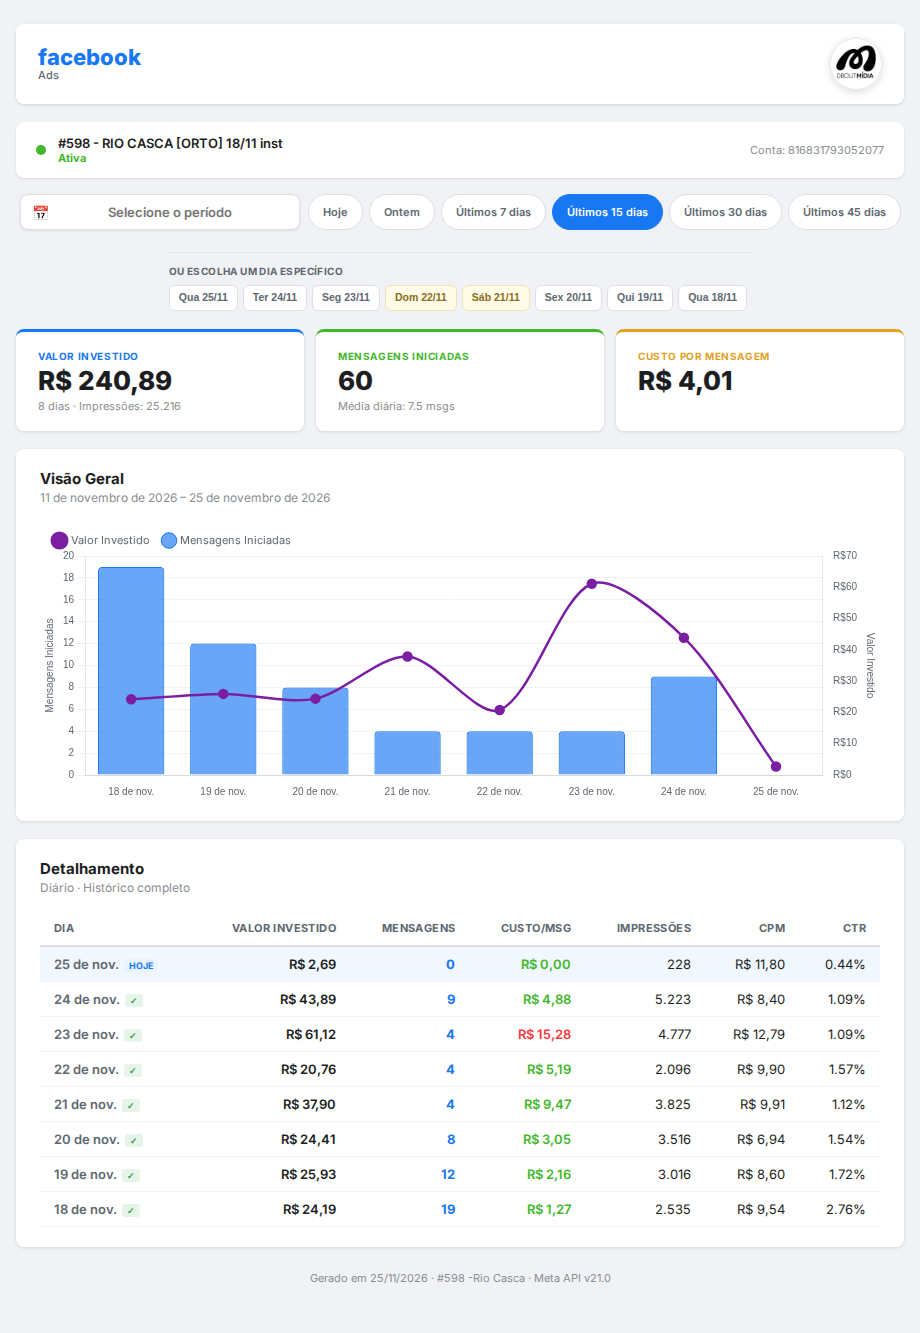 facebook
Ads
DBOUTMÍDIA
#598 - RIO CASCA [ORTO] 18/11 inst
Ativa
Conta: 816831793052077
Selecione o período
Hoje
Ontem
Últimos 7 dias
Últimos 15 dias
Últimos 30 dias
Últimos 45 dias
OU ESCOLHA UM DIA ESPECÍFICO
Qua 25/11
Ter 24/11
Seg 23/11
Dom 22/11
Sáb 21/11
Sex 20/11
Qui 19/11
Qua 18/11
VALOR INVESTIDO
R$ 240,89
8 dias · Impressões: 25.216
MENSAGENS INICIADAS
60
Média diária: 7.5 msgs
CUSTO POR MENSAGEM
R$ 4,01
Visão Geral
11 de novembro de 2026 – 25 de novembro de 2026
Valor Investido
Mensagens Iniciadas
Mensagens Iniciadas
20
18
16
14
12
10
8
6
4
2
0
R$70
R$60
R$50
R$40
R$30
R$20
R$10
R$0
Valor Investido
18 de nov.
19 de nov.
20 de nov.
21 de nov.
22 de nov.
23 de nov.
24 de nov.
25 de nov.
Detalhamento
Diário · Histórico completo
DIA VALOR INVESTIDO MENSAGENS CUSTO/MSG IMPRESSÕES CPM CTR
25 de nov. HOJE R$ 2,69 0 R$ 0,00 228 R$ 11,80 0.44%
24 de nov. ✓ R$ 43,89 9 R$ 4,88 5.223 R$ 8,40 1.09%
23 de nov. ✓ R$ 61,12 4 R$ 15,28 4.777 R$ 12,79 1.09%
22 de nov. ✓ R$ 20,76 4 R$ 5,19 2.096 R$ 9,90 1.57%
21 de nov. ✓ R$ 37,90 4 R$ 9,47 3.825 R$ 9,91 1.12%
20 de nov. ✓ R$ 24,41 8 R$ 3,05 3.516 R$ 6,94 1.54%
19 de nov. ✓ R$ 25,93 12 R$ 2,16 3.016 R$ 8,60 1.72%
18 de nov. ✓ R$ 24,19 19 R$ 1,27 2.535 R$ 9,54 2.76%
Gerado em 25/11/2026 · #598 -Rio Casca · Meta API v21.0